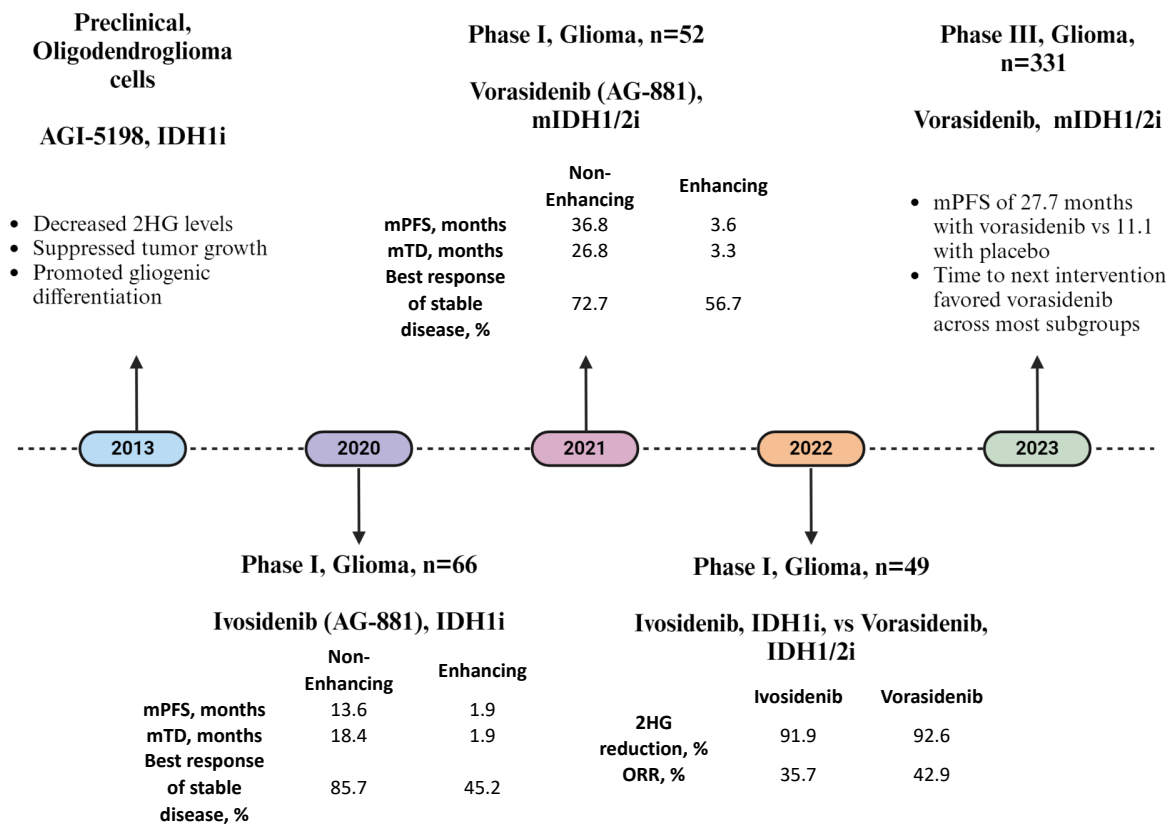 Preclinical,
Oligodendroglioma
cells
AGI-5198, IDH1i
• Decreased 2HG levels
• Suppressed tumor growth
• Promoted gliogenic
differentiation
Phase I, Glioma, n=52
Vorasidenib (AG-881),
mIDH1/2i
Non-
Enhancing Enhancing
mPFS, months 36.8 3.6
mTD, months 26.8 3.3
Best response
of stable 72.7 56.7
disease, %
Phase III, Glioma,
n=331
Vorasidenib, mIDH1/2i
• mPFS of 27.7 months
with vorasidenib vs 11.1
with placebo
• Time to next intervention
favored vorasidenib
across most subgroups
2013 2020 2021 2022 2023
Phase I, Glioma, n=66
Ivosidenib (AG-881), IDH1i
Non-
Enhancing Enhancing
mPFS, months 13.6 1.9
mTD, months 18.4 1.9
Best response
of stable 85.7 45.2
disease, %
Phase I, Glioma, n=49
Ivosidenib, IDH1i, vs Vorasidenib,
IDH1/2i
Ivosidenib Vorasidenib
2HG
reduction, % 91.9 92.6
ORR, % 35.7 42.9